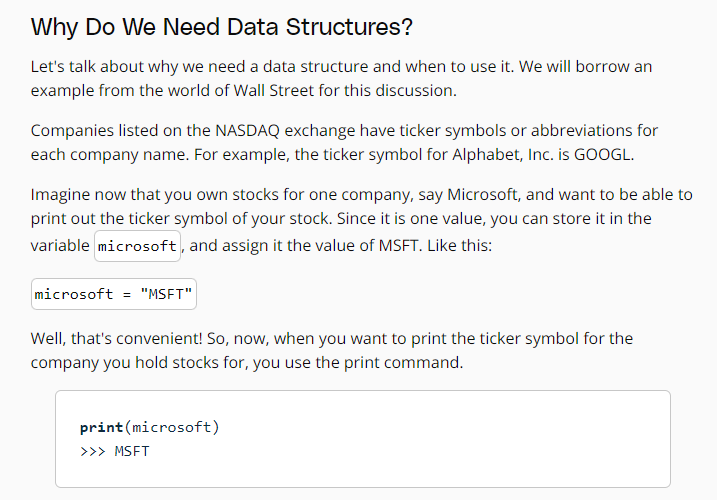 Why Do We Need Data Structures?
Let's talk about why we need a data structure and when to use it. We will borrow an
example from the world of Wall Street for this discussion.
Companies listed on the NASDAQ exchange have ticker symbols or abbreviations for
each company name. For example, the ticker symbol for Alphabet, Inc. is GOOGL.
Imagine now that you own stocks for one company, say Microsoft, and want to be able to
print out the ticker symbol of your stock. Since it is one value, you can store it in the
variable microsoft, and assign it the value of MSFT. Like this:
microsoft = "MSFT"
Well, that's convenient! So, now, when you want to print the ticker symbol for the
company you hold stocks for, you use the print command.
print(microsoft)
>>> MSFT